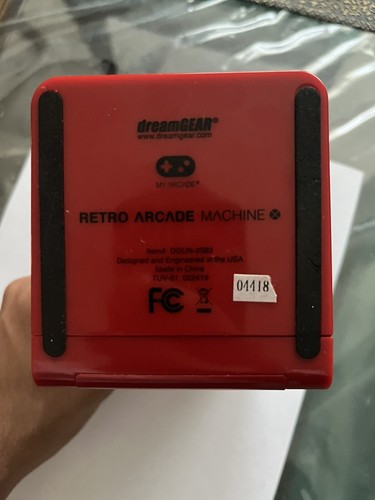 dreamGEAR®
www.dreamgear.com
MY ARCADE®
RETRO ARCADE MACHINE X
Designed and Engineered in the USA
Made in China
FC
04418